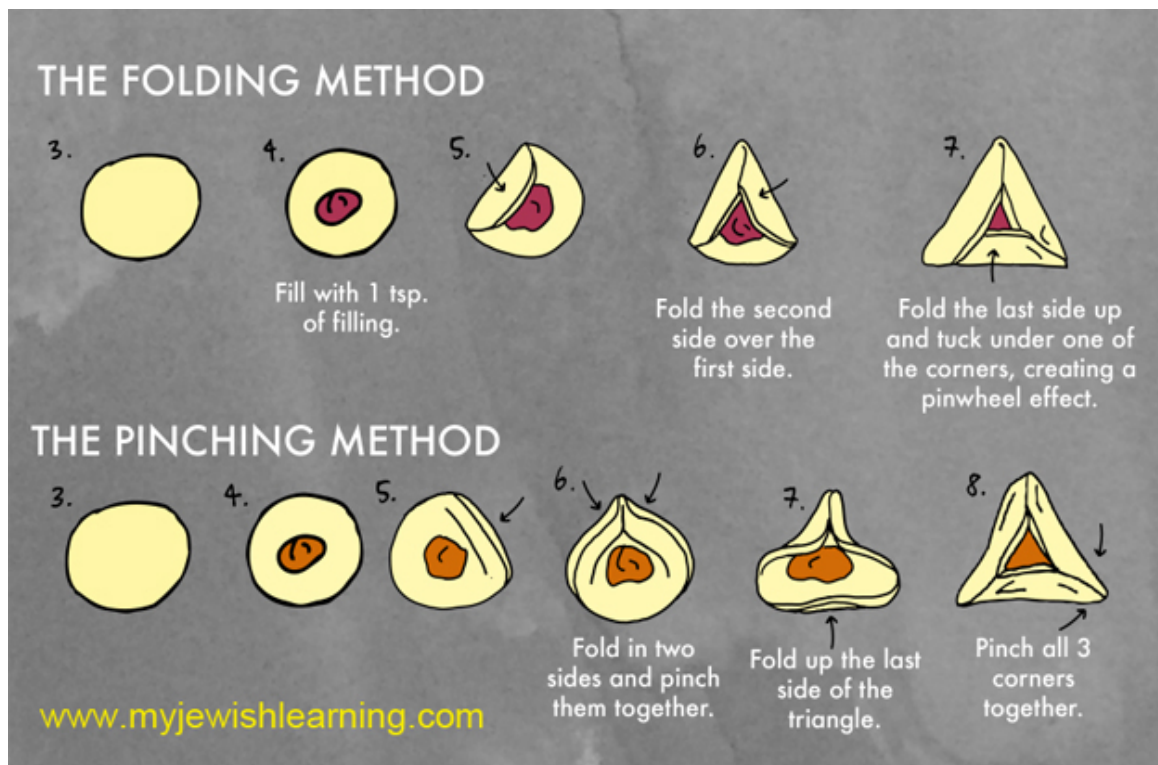 THE FOLDING METHOD
3.
4.
5.
6.
7.
Fill with 1 tsp.
of filling.
Fold the second
side over the
first side.
Fold the last side up
and tuck under one of
the corners, creating a
pinwheel effect.
THE PINCHING METHOD
3.
4.
5.
6.
7.
8.
Fold in two
sides and pinch
them together.
Fold up the last
side of the
triangle.
Pinch all 3
corners
together.
www.myjewishlearning.com